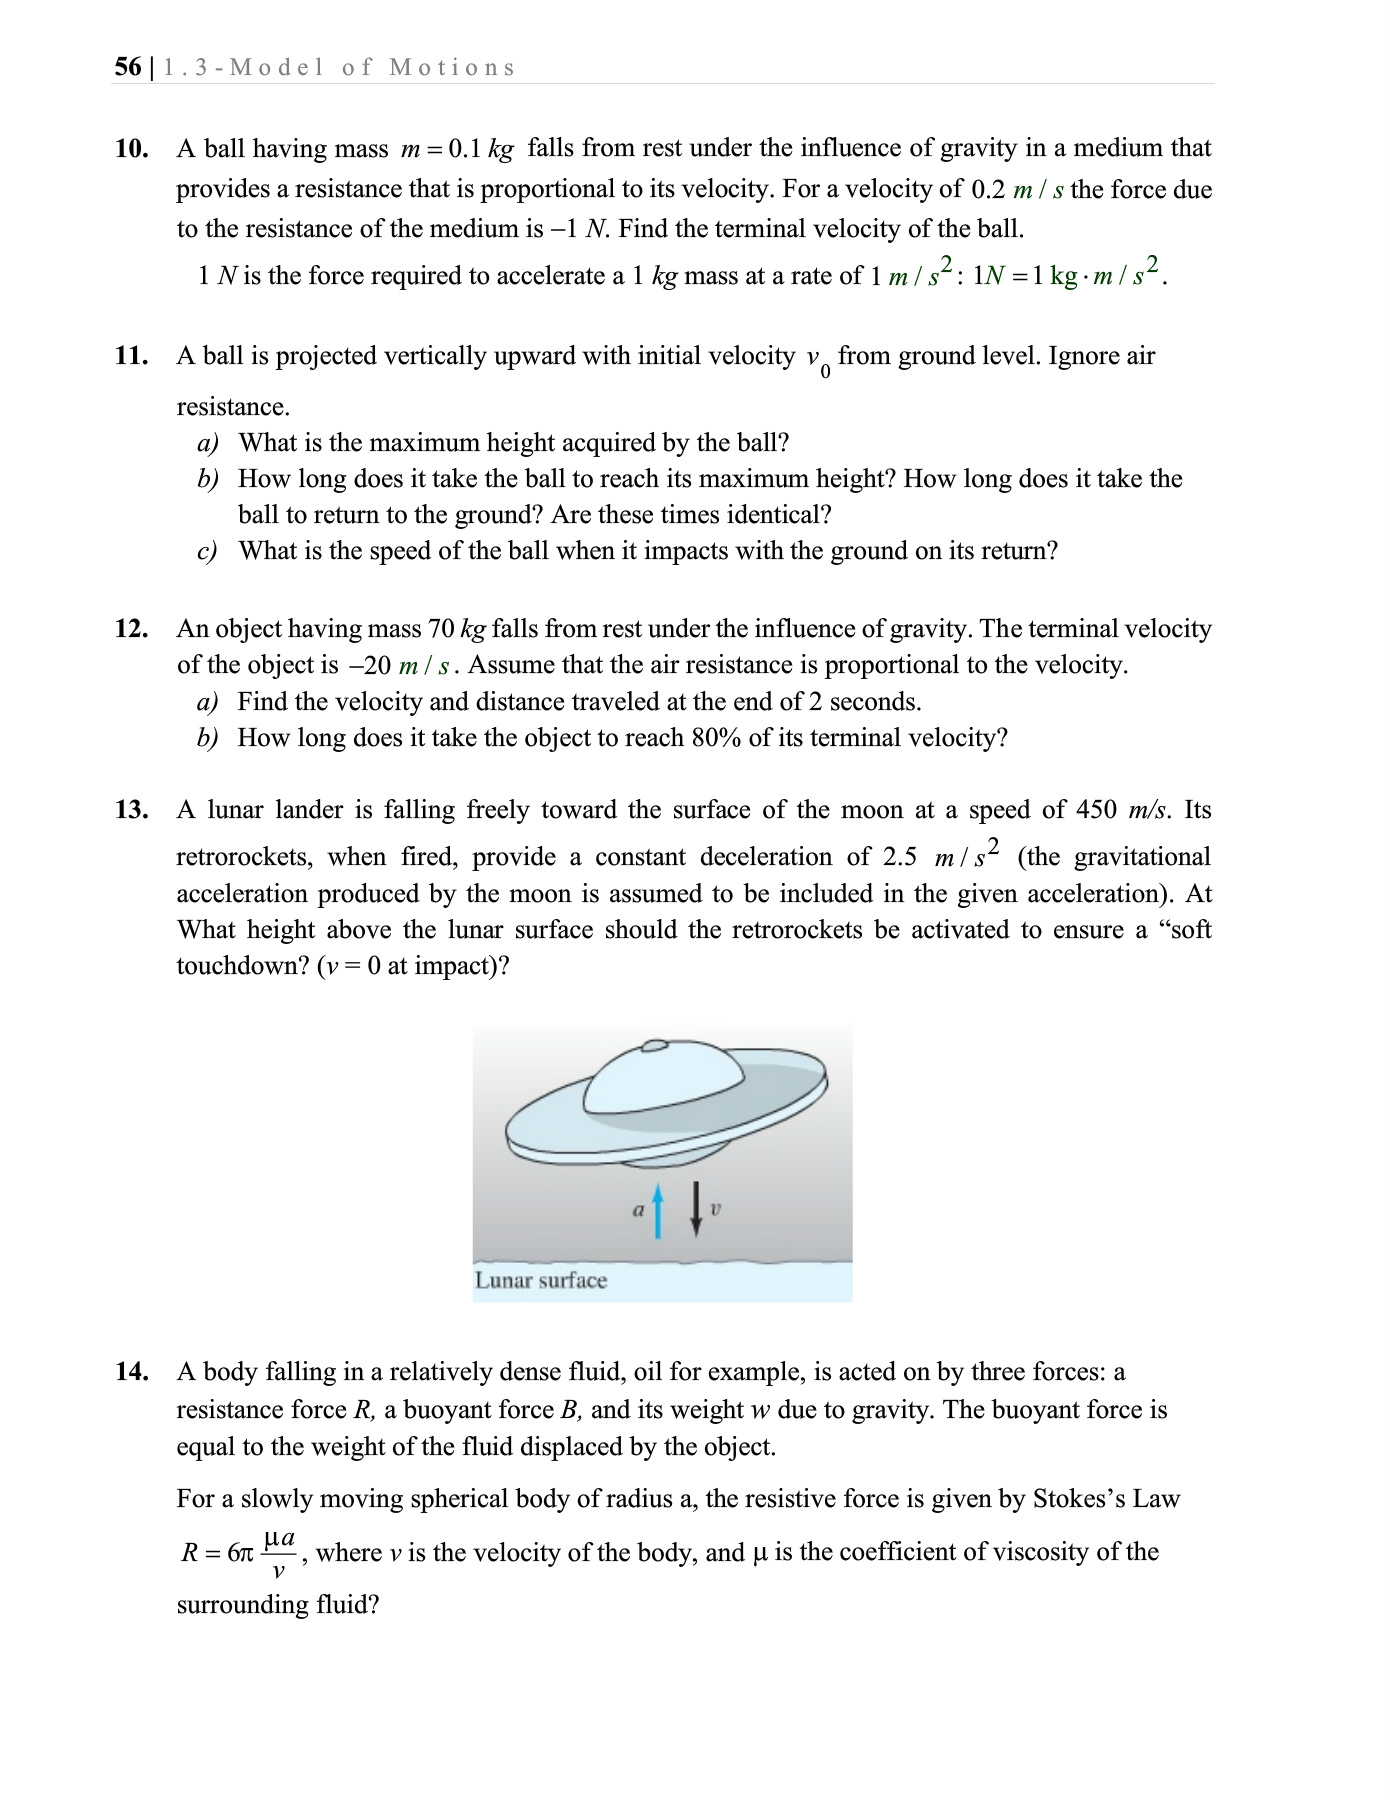 56 | 1.3-Model of Motions
10. A ball having mass m = 0.1 kg falls from rest under the influence of gravity in a medium that
provides a resistance that is proportional to its velocity. For a velocity of 0.2 m / s the force due
to the resistance of the medium is −1 N. Find the terminal velocity of the ball.
1 N is the force required to accelerate a 1 kg mass at a rate of 1 m / s²: 1N = 1 kg · m / s².
11. A ball is projected vertically upward with initial velocity v₀ from ground level. Ignore air
resistance.
a) What is the maximum height acquired by the ball?
b) How long does it take the ball to reach its maximum height? How long does it take the
ball to return to the ground? Are these times identical?
c) What is the speed of the ball when it impacts with the ground on its return?
12. An object having mass 70 kg falls from rest under the influence of gravity. The terminal velocity
of the object is −20 m / s. Assume that the air resistance is proportional to the velocity.
a) Find the velocity and distance traveled at the end of 2 seconds.
b) How long does it take the object to reach 80% of its terminal velocity?
13. A lunar lander is falling freely toward the surface of the moon at a speed of 450 m/s. Its
retrorockets, when fired, provide a constant deceleration of 2.5 m / s² (the gravitational
acceleration produced by the moon is assumed to be included in the given acceleration). At
What height above the lunar surface should the retrorockets be activated to ensure a “soft
touchdown? (v = 0 at impact)?
a v
Lunar surface
14. A body falling in a relatively dense fluid, oil for example, is acted on by three forces: a
resistance force R, a buoyant force B, and its weight w due to gravity. The buoyant force is
equal to the weight of the fluid displaced by the object.
For a slowly moving spherical body of radius a, the resistive force is given by Stokes’s Law
R = 6π μa/v, where v is the velocity of the body, and μ is the coefficient of viscosity of the
surrounding fluid?